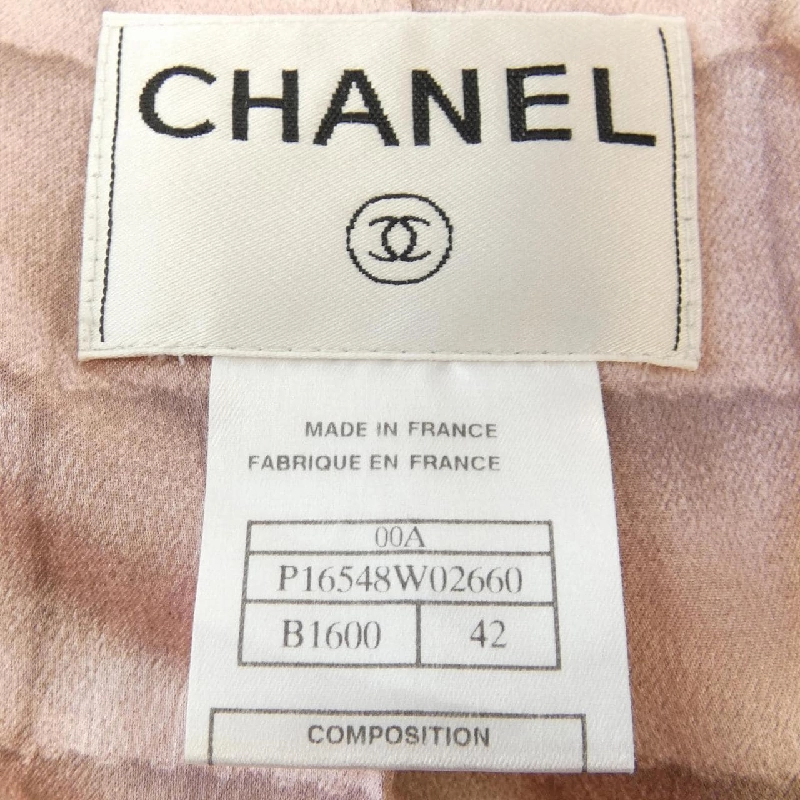 CHANEL
MADE IN FRANCE
FABRIQUE EN FRANCE
00A
P16548W02660
B1600 42
COMPOSITION